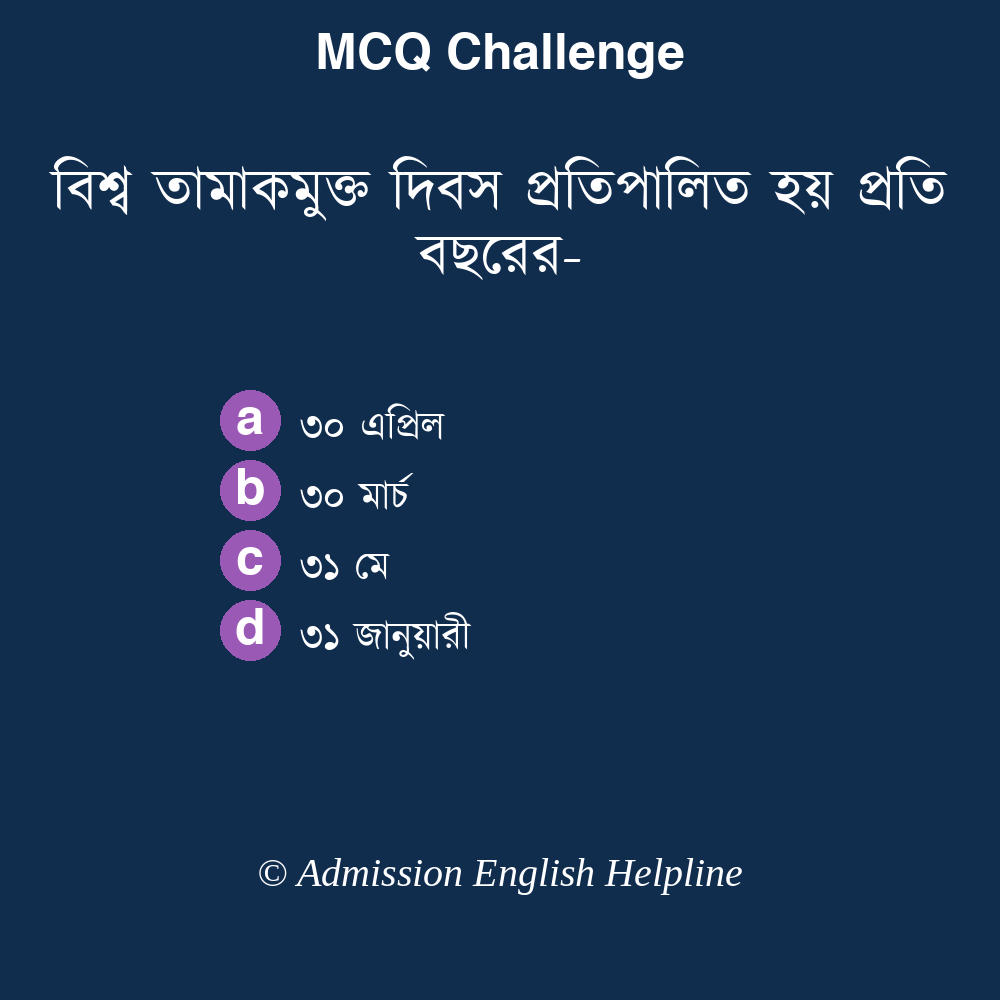 MCQ Challenge
বিশ্ব তামাকমুক্ত দিবস প্রতিপালিত হয় প্রতি
বছরের-
a ৩০ এপ্রিল
b ৩০ মার্চ
c ৩১ মে
d ৩১ জানুয়ারী
© Admission English Helpline